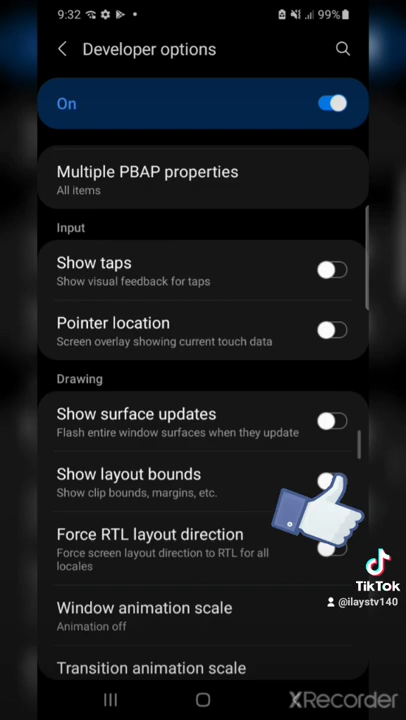 9:32
99%
Developer options
On
Multiple PBAP properties
All items
Input
Show taps
Show visual feedback for taps
Pointer location
Screen overlay showing current touch data
Drawing
Show surface updates
Flash entire window surfaces when they update
Show layout bounds
Show clip bounds, margins, etc.
Force RTL layout direction
Force screen layout direction to RTL for all
locales
TikTok
@ilaystv140
Window animation scale
Animation off
Transition animation scale
XRecorder